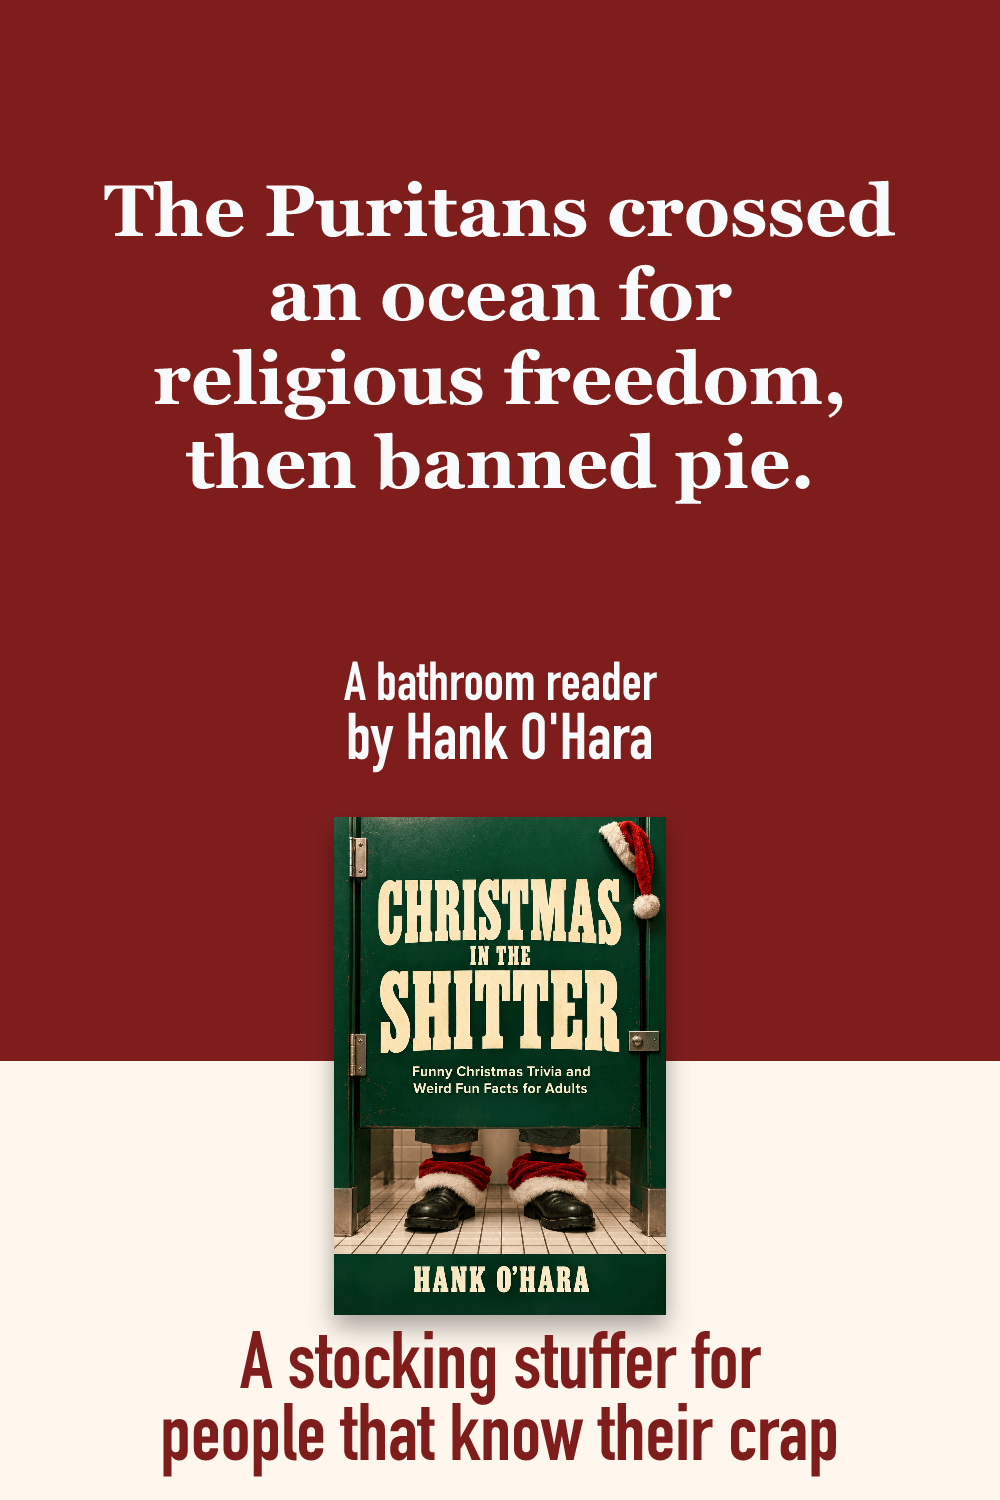 The Puritans crossed
an ocean for
religious freedom,
then banned pie.
A bathroom reader
by Hank O'Hara
CHRISTMAS
IN THE
SHITTER
Funny Christmas Trivia and
Weird Fun Facts for Adults
HANK O'HARA
A stocking stuffer for
people that know their crap